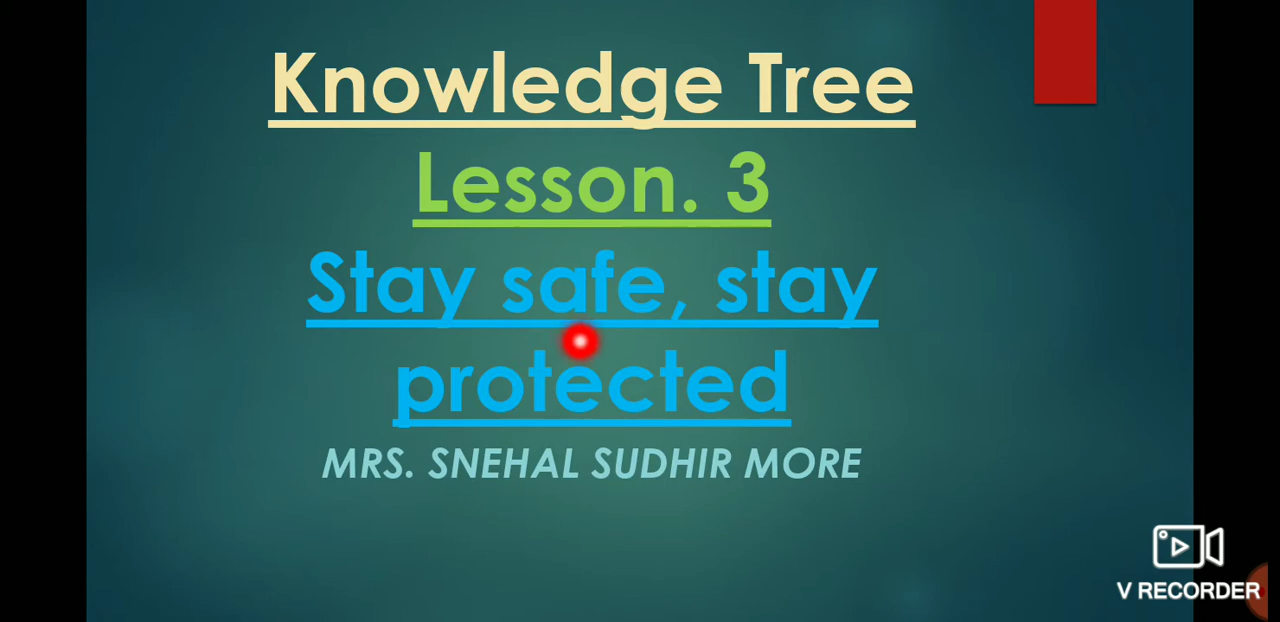 Knowledge Tree
Lesson. 3
Stay safe, stay
protected
MRS. SNEHAL SUDHIR MORE
V RECORDER